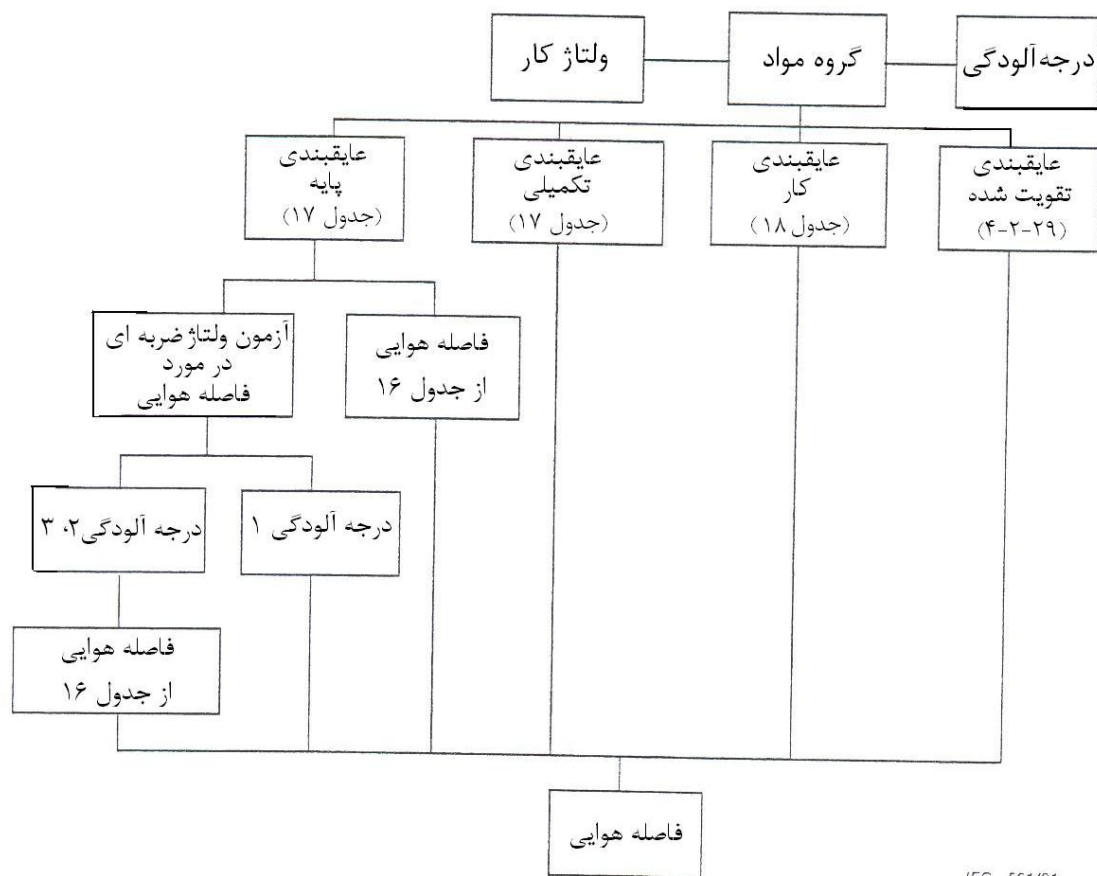 درجه آلودگی
گروه مواد
ولتاژ کار
عایقبندی
تقویت شده
(۴-۲-۲۹)
عایقبندی
کار
(جدول ۱۸)
عایقبندی
تکمیلی
(جدول ۱۷)
عایقبندی
پایه
(جدول ۱۷)
فاصله هوایی
از جدول ۱۶
آزمون ولتاژ ضربه ای
در مورد
فاصله هوایی
درجه آلودگی ۱
درجه آلودگی ۲، ۳
فاصله هوایی
از جدول ۱۶
فاصله هوایی